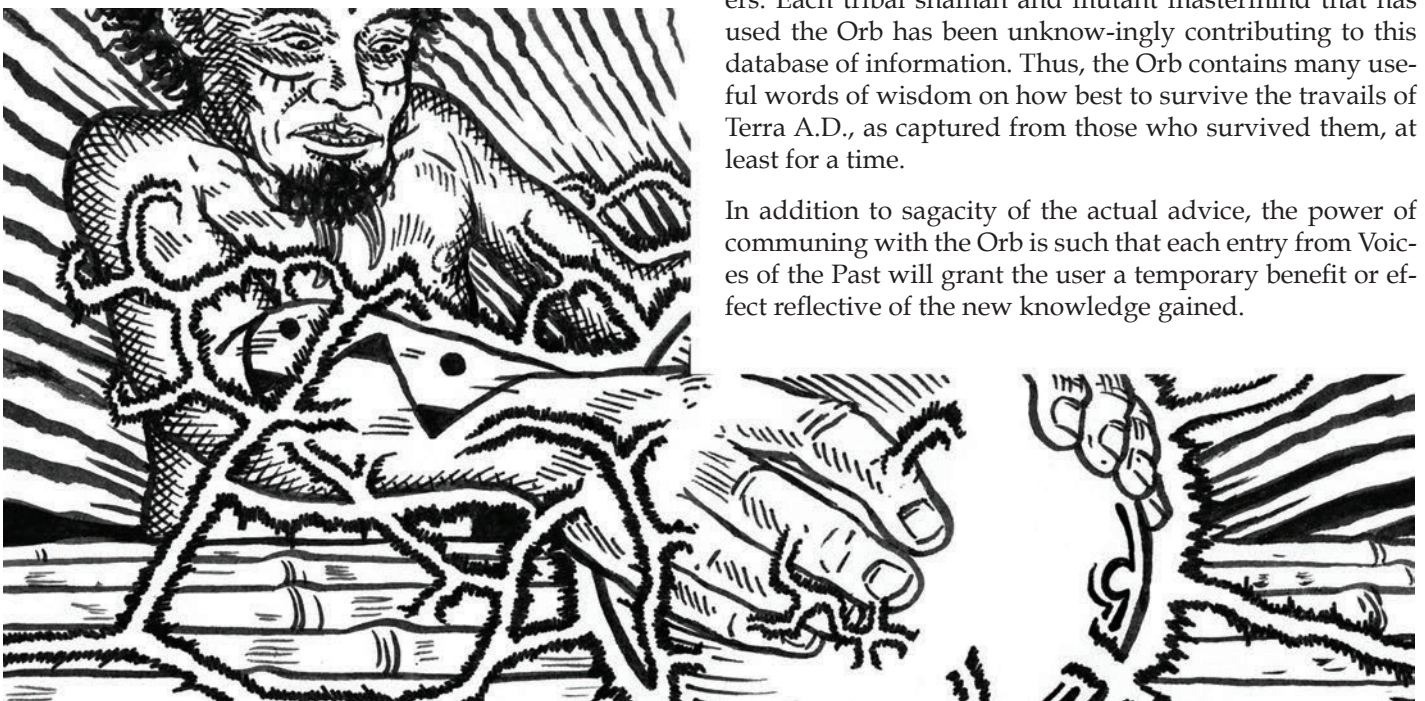 ers. Each tribal shaman and mutant mastermind that has
used the Orb has been unknow-ingly contributing to this
database of information. Thus, the Orb contains many use-
ful words of wisdom on how best to survive the travails of
Terra A.D., as captured from those who survived them, at
least for a time.
In addition to sagacity of the actual advice, the power of
communing with the Orb is such that each entry from Voic-
es of the Past will grant the user a temporary benefit or ef-
fect reflective of the new knowledge gained.